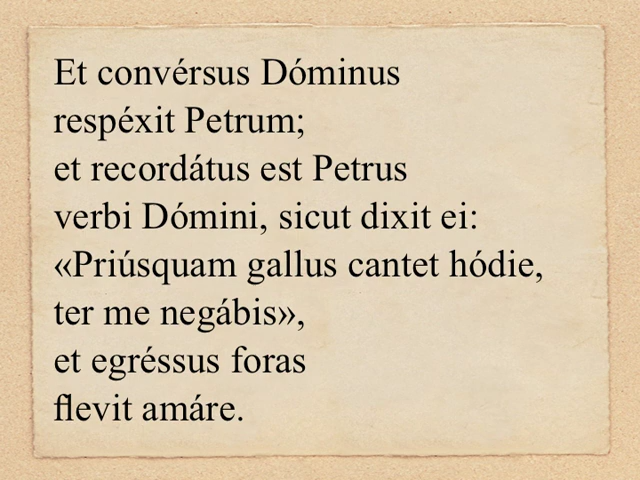 Et convérsus Dóminus
respéxit Petrum;
et recordátus est Petrus
verbi Dómini, sicut dixit ei:
«Priúsquam gallus cantet hódie,
ter me negábis»,
et egréssus foras
flevit amáre.